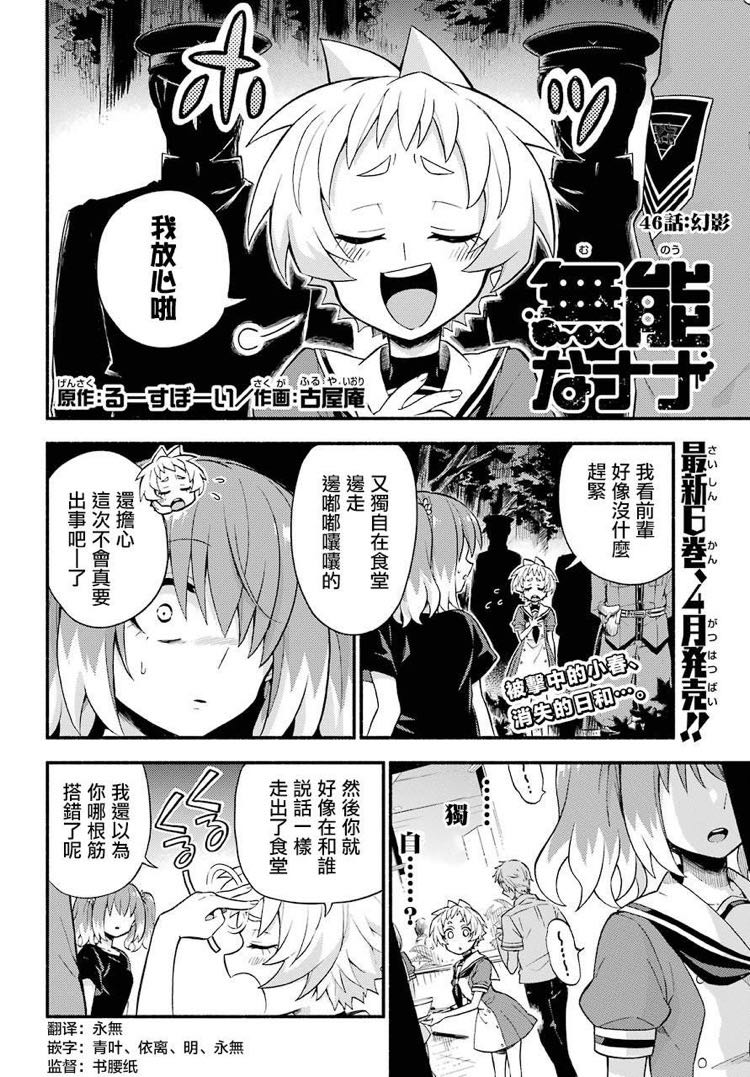 ホッ
46話:幻影
無能
むのう
なナナ
我放心啦
原作:るーすぼーい/作画:古屋庵
げんさく
さくが
ふるやいおり
最新6巻、4月発売!!
さいしん
かん
がつはつばい
我看前輩
好像沒什麼
趕緊
又獨自在食堂
邊走
邊嘟嘟囔囔的
被擊中的小春、
消失的日和…。
還擔心
這次不會真要
出事吧──了
…。
獨
自……?
…。
然後你就
好像在和誰
說話一樣
走出了食堂
くるくる
我還以為
你哪根筋
搭錯了呢
翻译：永無
嵌字：青叶、依离、明、永無
监督：书腰纸